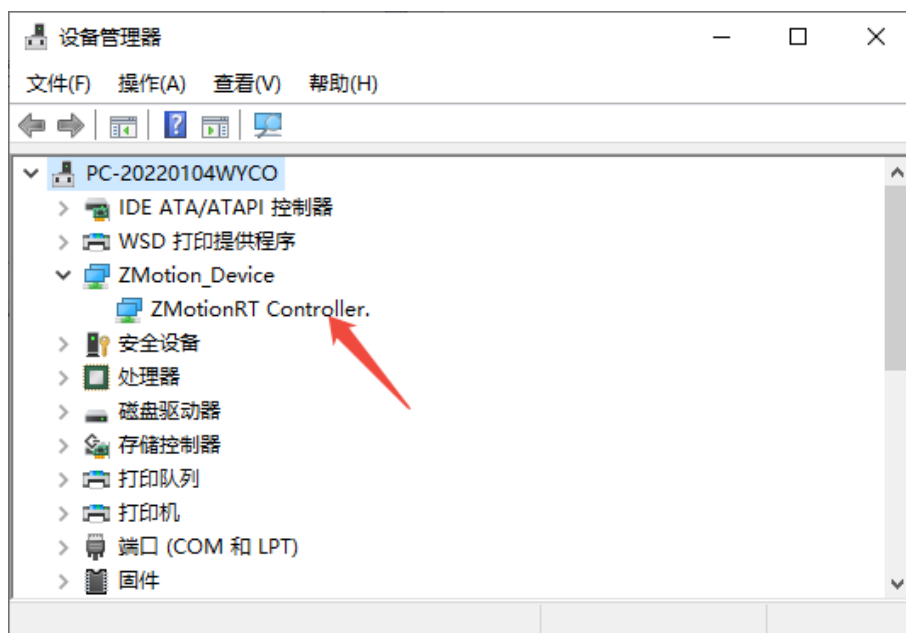 设备管理器
文件(F) 操作(A) 查看(V) 帮助(H)
PC-20220104WYCO
IDE ATA/ATAPI 控制器
WSD 打印提供程序
ZMotion_Device
ZMotionRT Controller.
安全设备
处理器
磁盘驱动器
存储控制器
打印队列
打印机
端口 (COM 和 LPT)
固件